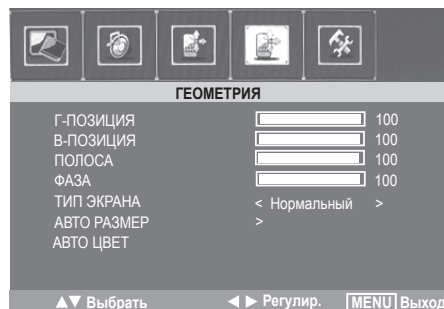 ГЕОМЕТРИЯ
Г-ПОЗИЦИЯ 100
В-ПОЗИЦИЯ 100
ПОЛОСА 100
ФАЗА 100
ТИП ЭКРАНА < Нормальный >
АВТО РАЗМЕР >
АВТО ЦВЕТ
▲▼ Выбрать ◀ ▶ Регулир. MENU Выход